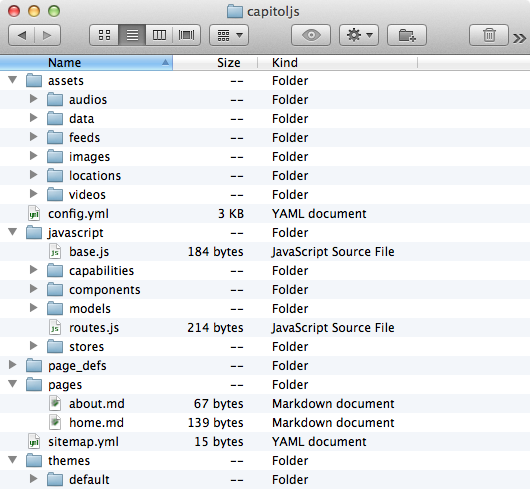 capitoljs
Name Size Kind
assets -- Folder
audios -- Folder
data -- Folder
feeds -- Folder
images -- Folder
locations -- Folder
videos -- Folder
config.yml 3 KB YAML document
javascript -- Folder
base.js 184 bytes JavaScript Source File
capabilities -- Folder
components -- Folder
models -- Folder
routes.js 214 bytes JavaScript Source File
stores -- Folder
page_defs -- Folder
pages -- Folder
about.md 67 bytes Markdown document
home.md 139 bytes Markdown document
sitemap.yml 15 bytes YAML document
themes -- Folder
default -- Folder